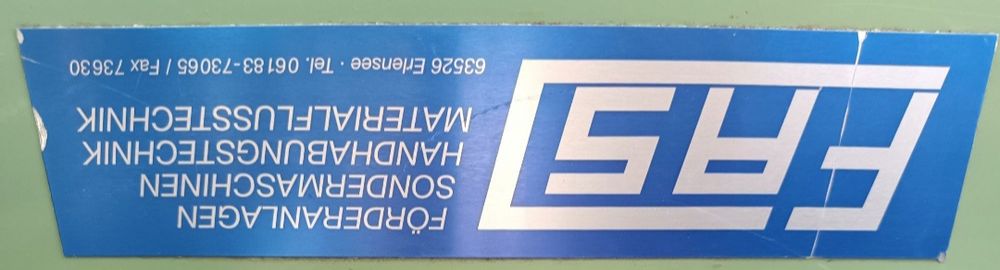 FAS
FÖRDERANLAGEN
SONDERMASCHINEN
HANDHABUNGSTECHNIK
MATERIALFLUSSTECHNIK
63526 Erlensee · Tel. 06183-73065 / Fax 73630